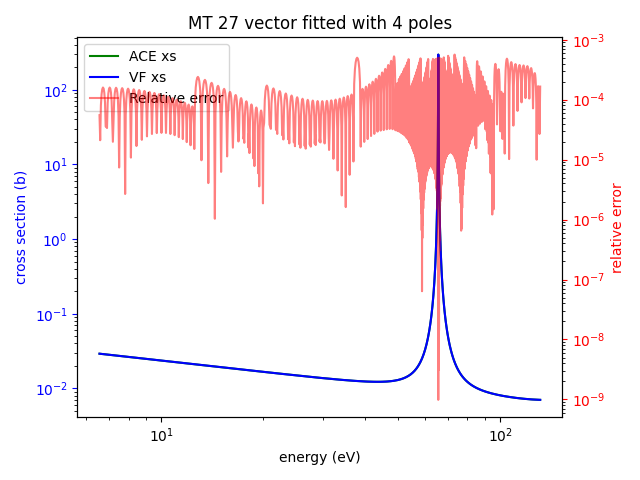 MT 27 vector fitted with 4 poles
ACE xs
VF xs
Relative error
cross section (b)
10^2
10^1
10^0
10^-1
10^-2
10^-3
10^-4
10^-5
10^-6
10^-7
10^-8
10^-9
relative error
10^1
10^2
energy (eV)